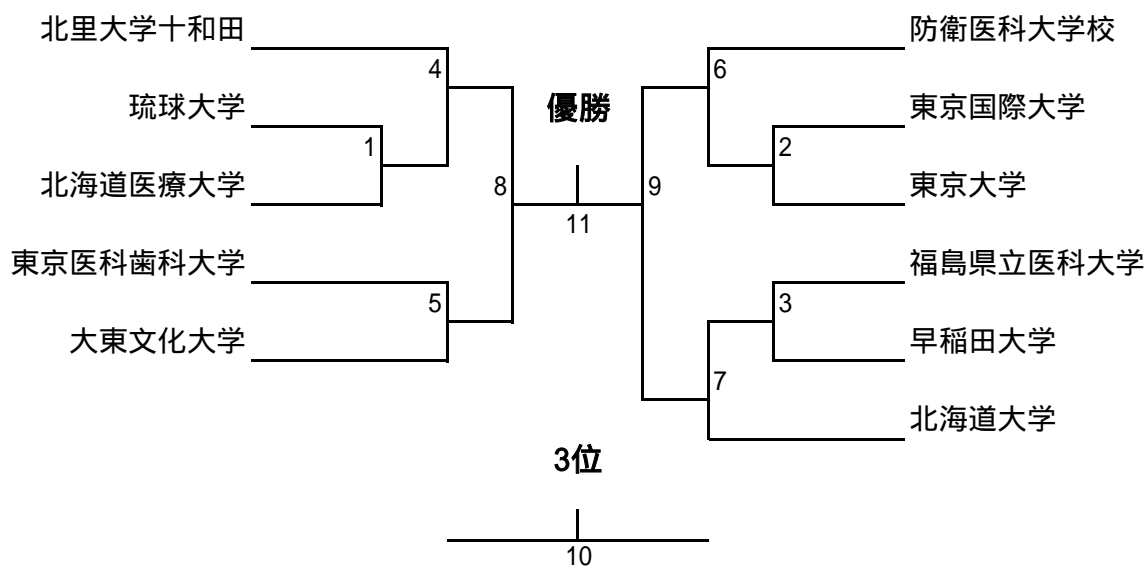 北里大学十和田
琉球大学
北海道医療大学
東京医科歯科大学
大東文化大学
4
1
5
8
優勝
11
9
6
2
3
7
防衛医科大学校
東京国際大学
東京大学
福島県立医科大学
早稲田大学
北海道大学
3位
10